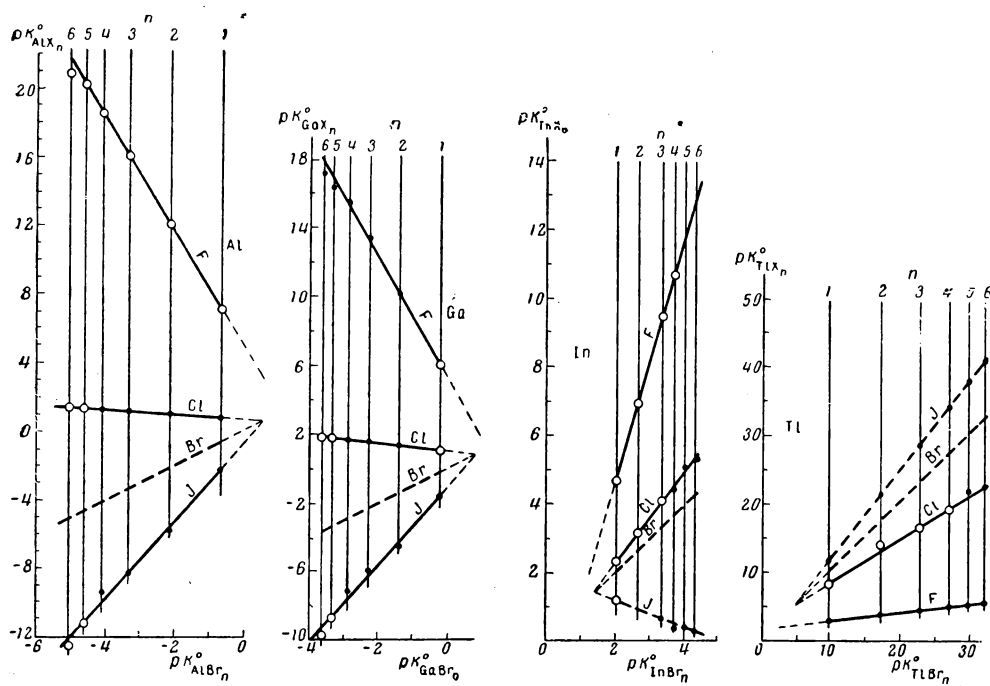 n
pK°AlXn
6 5 4 3 2 1
20
16
12
8
4
0
-4
-8
-12
F
Al
Cl
Br
J
-6 -4 -2 0
pK°AlBrn
pK°GaXn
n
6 5 4 3 2 1
18
14
10
6
2
-2
-6
-10
F
Ga
Cl
Br
J
-4 -2 0
pK°GaBr
n
1 2 3 4 5 6
14
12
10
8
6
4
2
F
In
Cl
Br
J
0 2 4
pK°InBrn
pK°TlXn
n
1 2 3 4 5 6
50
40
30
20
10
0
Tl
J
Br
Cl
F
10 20 30
pK°TlBrn